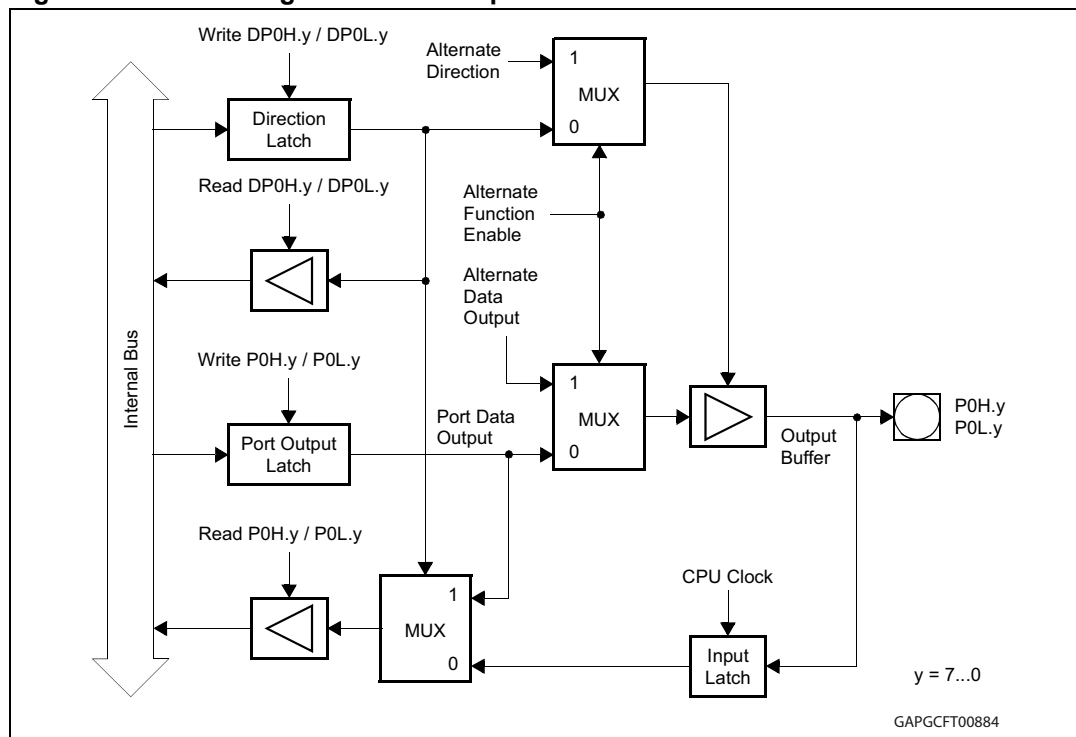 Write DP0H.y / DP0L.y
Alternate
Direction
1
MUX
0
Direction
Latch
Read DP0H.y / DP0L.y
Alternate
Function
Enable
Alternate
Data
Output
Internal Bus
Write P0H.y / P0L.y
1
MUX
0
Port Data
Output
Port Output
Latch
Output
Buffer
P0H.y
P0L.y
Read P0H.y / P0L.y
CPU Clock
1
MUX
0
Input
Latch
y = 7...0
GAPGCFT00884